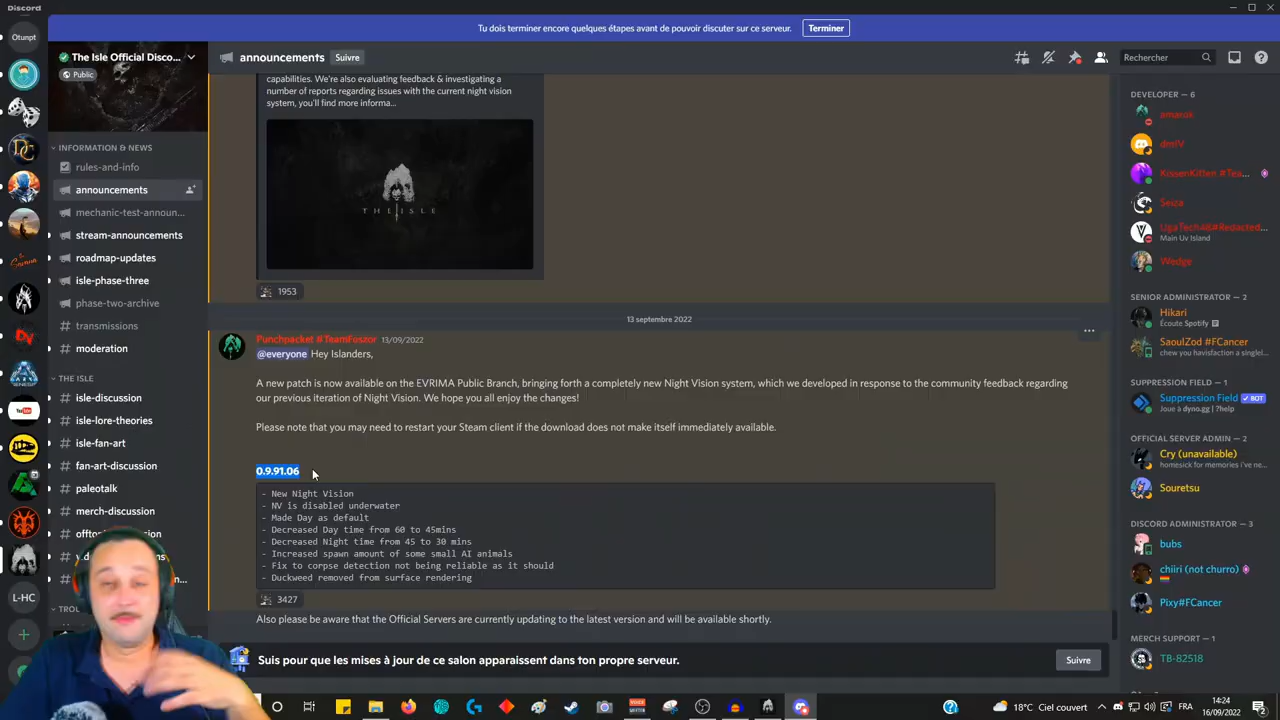 Discord
Tu dois terminer encore quelques étapes avant de pouvoir discuter sur ce serveur. Terminer
Otunpt
The Isle Official Disco...
Public
announcements Suivre
Rechercher
INFORMATION & NEWS
rules-and-info
announcements
mechanic-test-announ...
stream-announcements
roadmap-updates
isle-phase-three
phase-two-archive
transmissions
moderation
THE ISLE
isle-discussion
isle-lore-theories
isle-fan-art
fan-art-discussion
paleotalk
merch-discussion
L-HC
capabilities. We're also evaluating feedback & investigating a
number of reports regarding issues with the current night vision
system, you'll find more informa...
THE ISLE
1953
13 septembre 2022
Punchpacket #TeamFuszor 13/09/2022
@everyone Hey Islanders,
A new patch is now available on the EVRIMA Public Branch, bringing forth a completely new Night Vision system, which we developed in response to the community feedback regarding
our previous iteration of Night Vision. We hope you all enjoy the changes!
Please note that you may need to restart your Steam client if the download does not make itself immediately available.
0.9.91.06
- New Night Vision
- NV is disabled underwater
- Made Day as default
- Decreased Day time from 60 to 45mins
- Decreased Night time from 45 to 30 mins
- Increased spawn amount of some small AI animals
- Fix to corpse detection not being reliable as it should
- Duckweed removed from surface rendering
3427
Also please be aware that the Official Servers are currently updating to the latest version and will be available shortly.
Suis pour que les mises à jour de ce salon apparaissent dans ton propre serveur. Suivre
DEVELOPER — 6
amarok
dmIV
KissenKitten #Tea...
Seiza
UgaTech4K#Redacted...
Main Uv Island
Wedge
SENIOR ADMINISTRATOR — 2
Hikari
Écoute Spotify
SaoulZod #FCancer
chew you havisfaction a singlel...
SUPPRESSION FIELD — 1
Suppression Field BOT
Joue à dyno.gg | ?help
OFFICIAL SERVER ADMIN — 2
Cry (unavailable)
homesick for memories i've ne...
Souretsu
DISCORD ADMINISTRATOR — 3
bubs
chiiri (not churro)
Pixy#FCancer
MERCH SUPPORT — 1
TB-82518
18°C Ciel couvert
FRA
14:24
16/09/2022